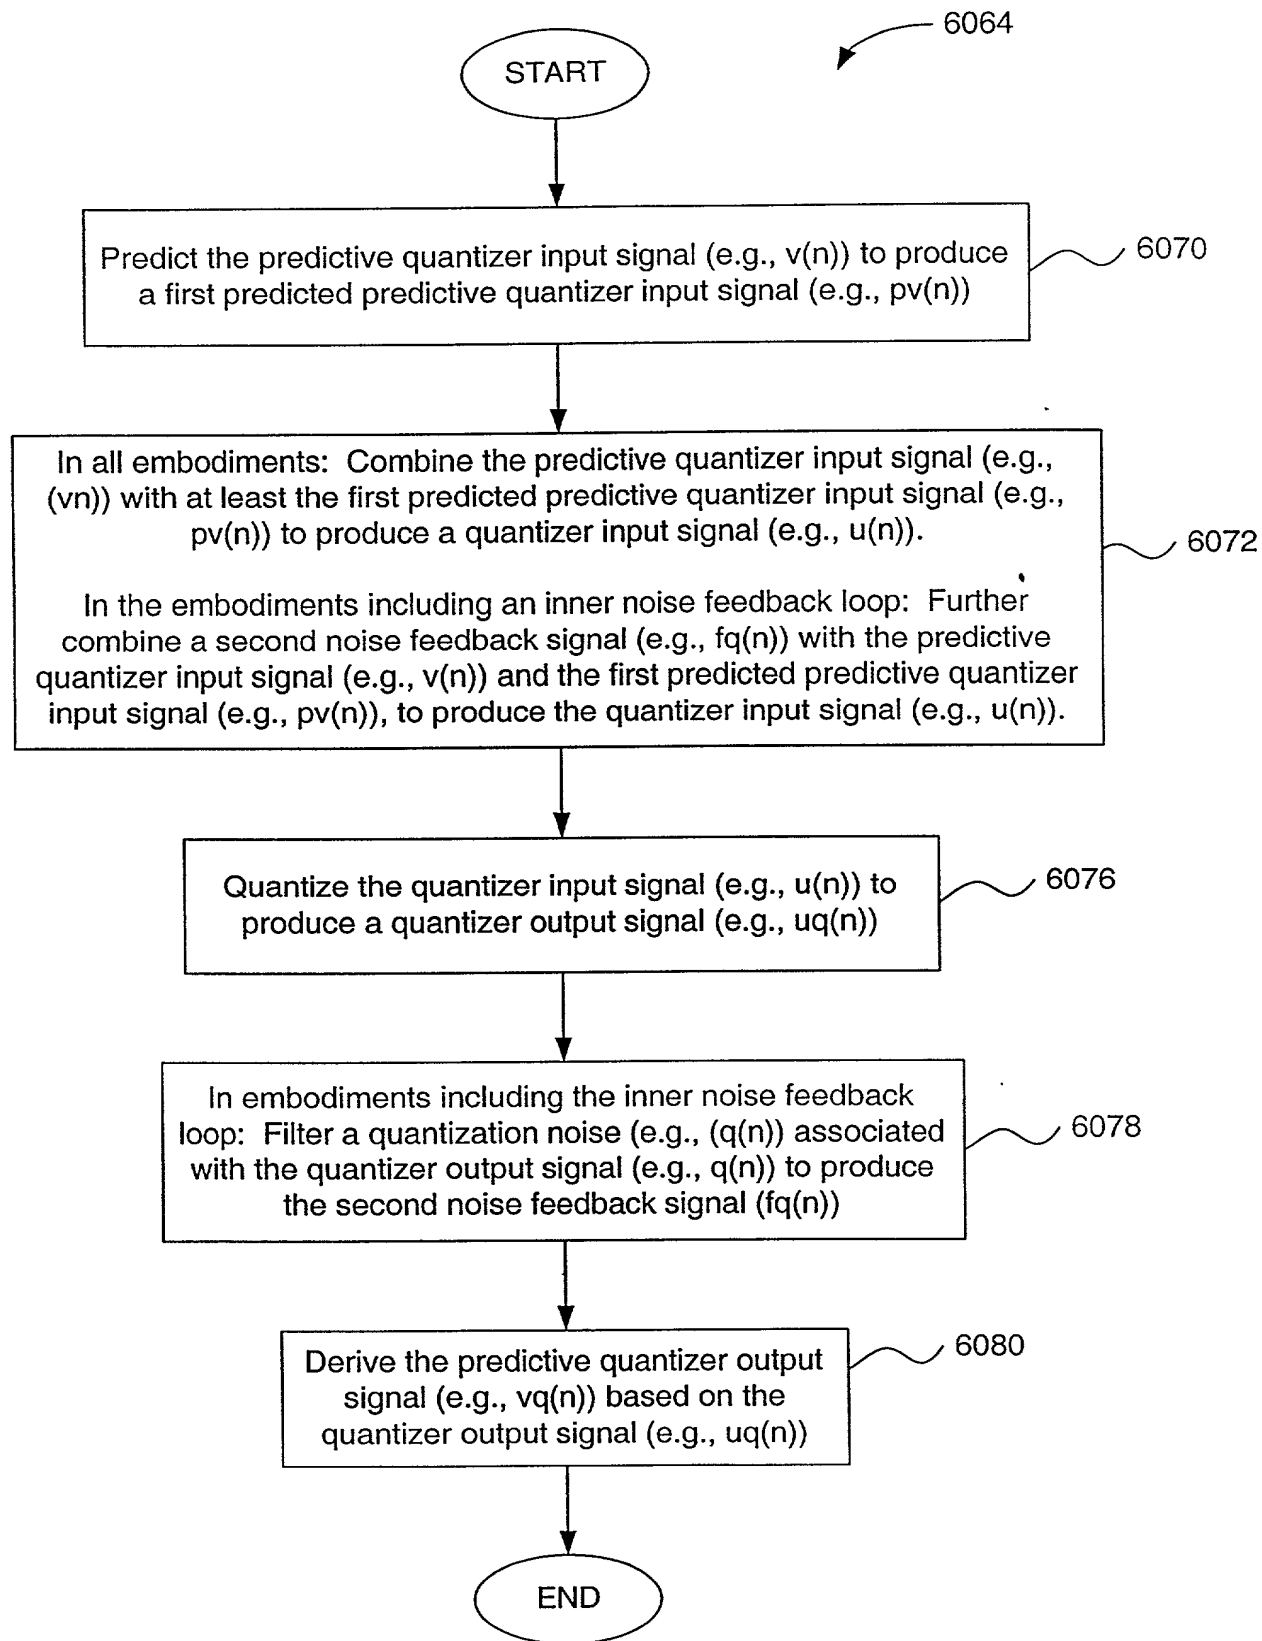 6064
START
Predict the predictive quantizer input signal (e.g., v(n)) to produce
a first predicted predictive quantizer input signal (e.g., pv(n))
6070
In all embodiments: Combine the predictive quantizer input signal (e.g.,
(vn)) with at least the first predicted predictive quantizer input signal (e.g.,
pv(n)) to produce a quantizer input signal (e.g., u(n)).
In the embodiments including an inner noise feedback loop: Further
combine a second noise feedback signal (e.g., fq(n)) with the predictive
quantizer input signal (e.g., v(n)) and the first predicted predictive quantizer
input signal (e.g., pv(n)), to produce the quantizer input signal (e.g., u(n)).
6072
Quantize the quantizer input signal (e.g., u(n)) to
produce a quantizer output signal (e.g., uq(n))
6076
In embodiments including the inner noise feedback
loop: Filter a quantization noise (e.g., (q(n)) associated
with the quantizer output signal (e.g., q(n)) to produce
the second noise feedback signal (fq(n))
6078
Derive the predictive quantizer output
signal (e.g., vq(n)) based on the
quantizer output signal (e.g., uq(n))
6080
END